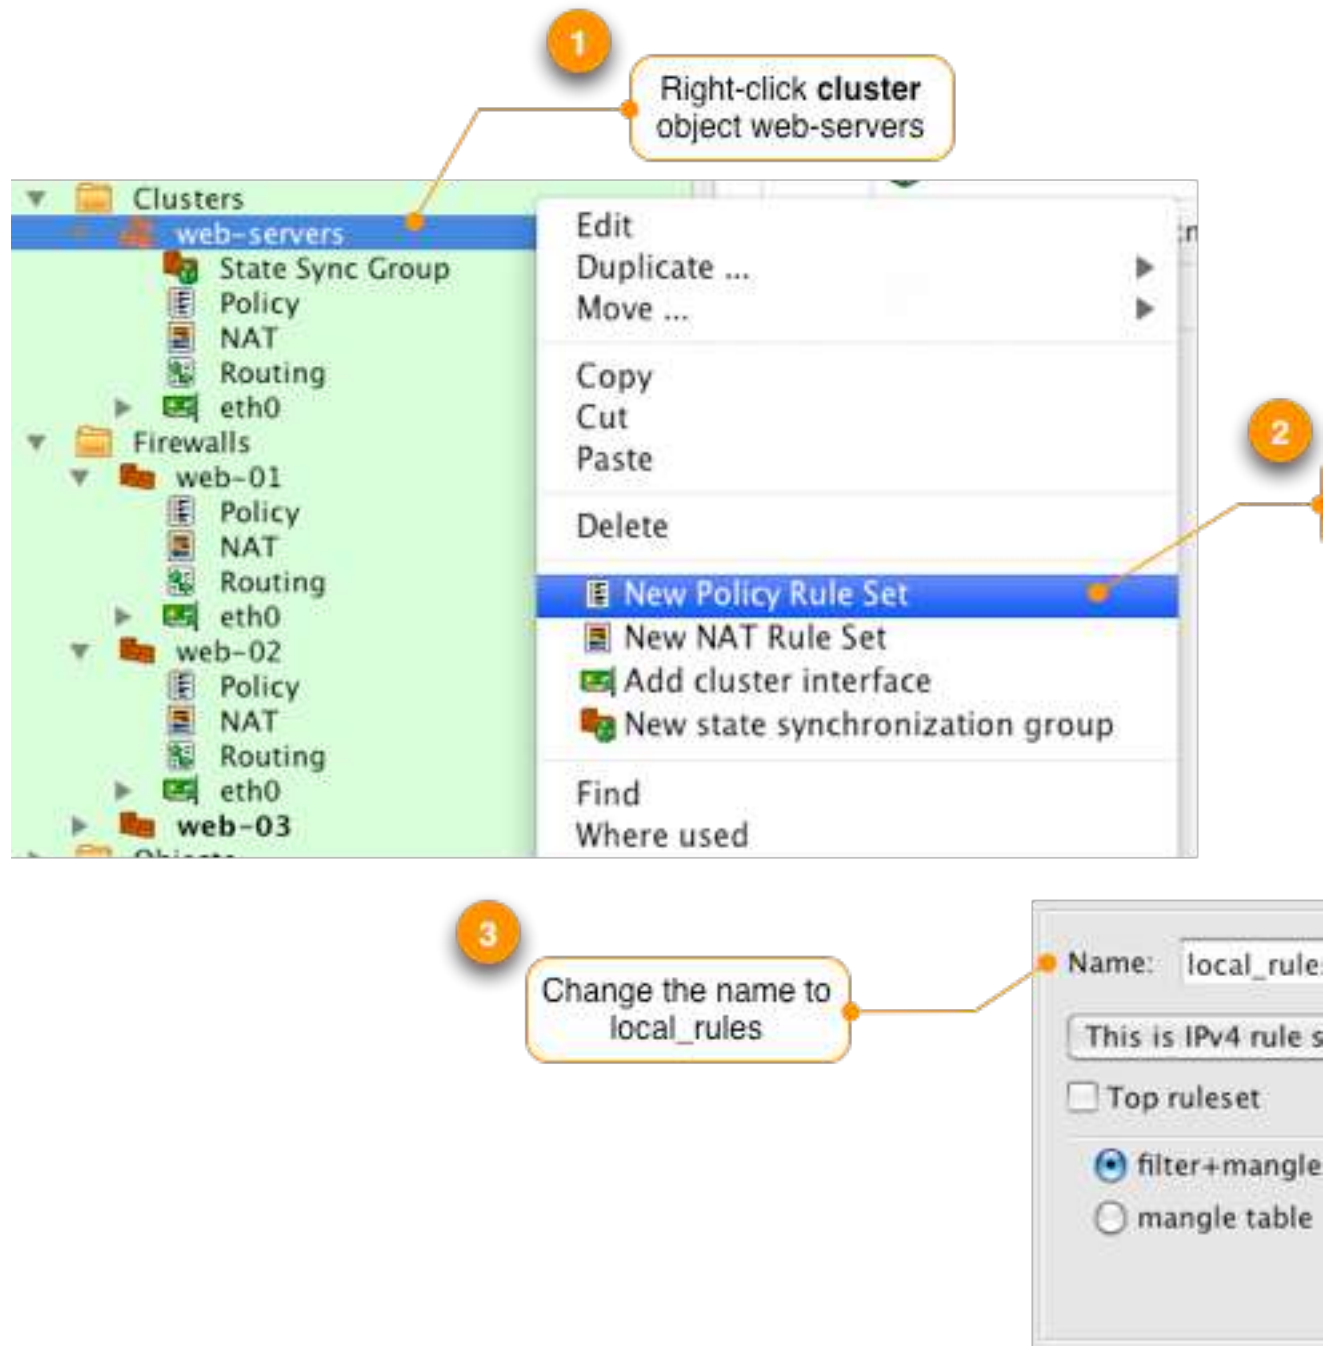 1
Right-click cluster
object web-servers
Clusters
web-servers
State Sync Group
Policy
NAT
Routing
eth0
Firewalls
web-01
Policy
NAT
Routing
eth0
web-02
Policy
NAT
Routing
eth0
web-03
Edit
Duplicate ...
Move ...
Copy
Cut
Paste
Delete
New Policy Rule Set
New NAT Rule Set
Add cluster interface
New state synchronization group
Find
Where used
2
3
Change the name to
local_rules
Name: local_rules
This is IPv4 rule s
Top ruleset
filter+mangle
mangle table